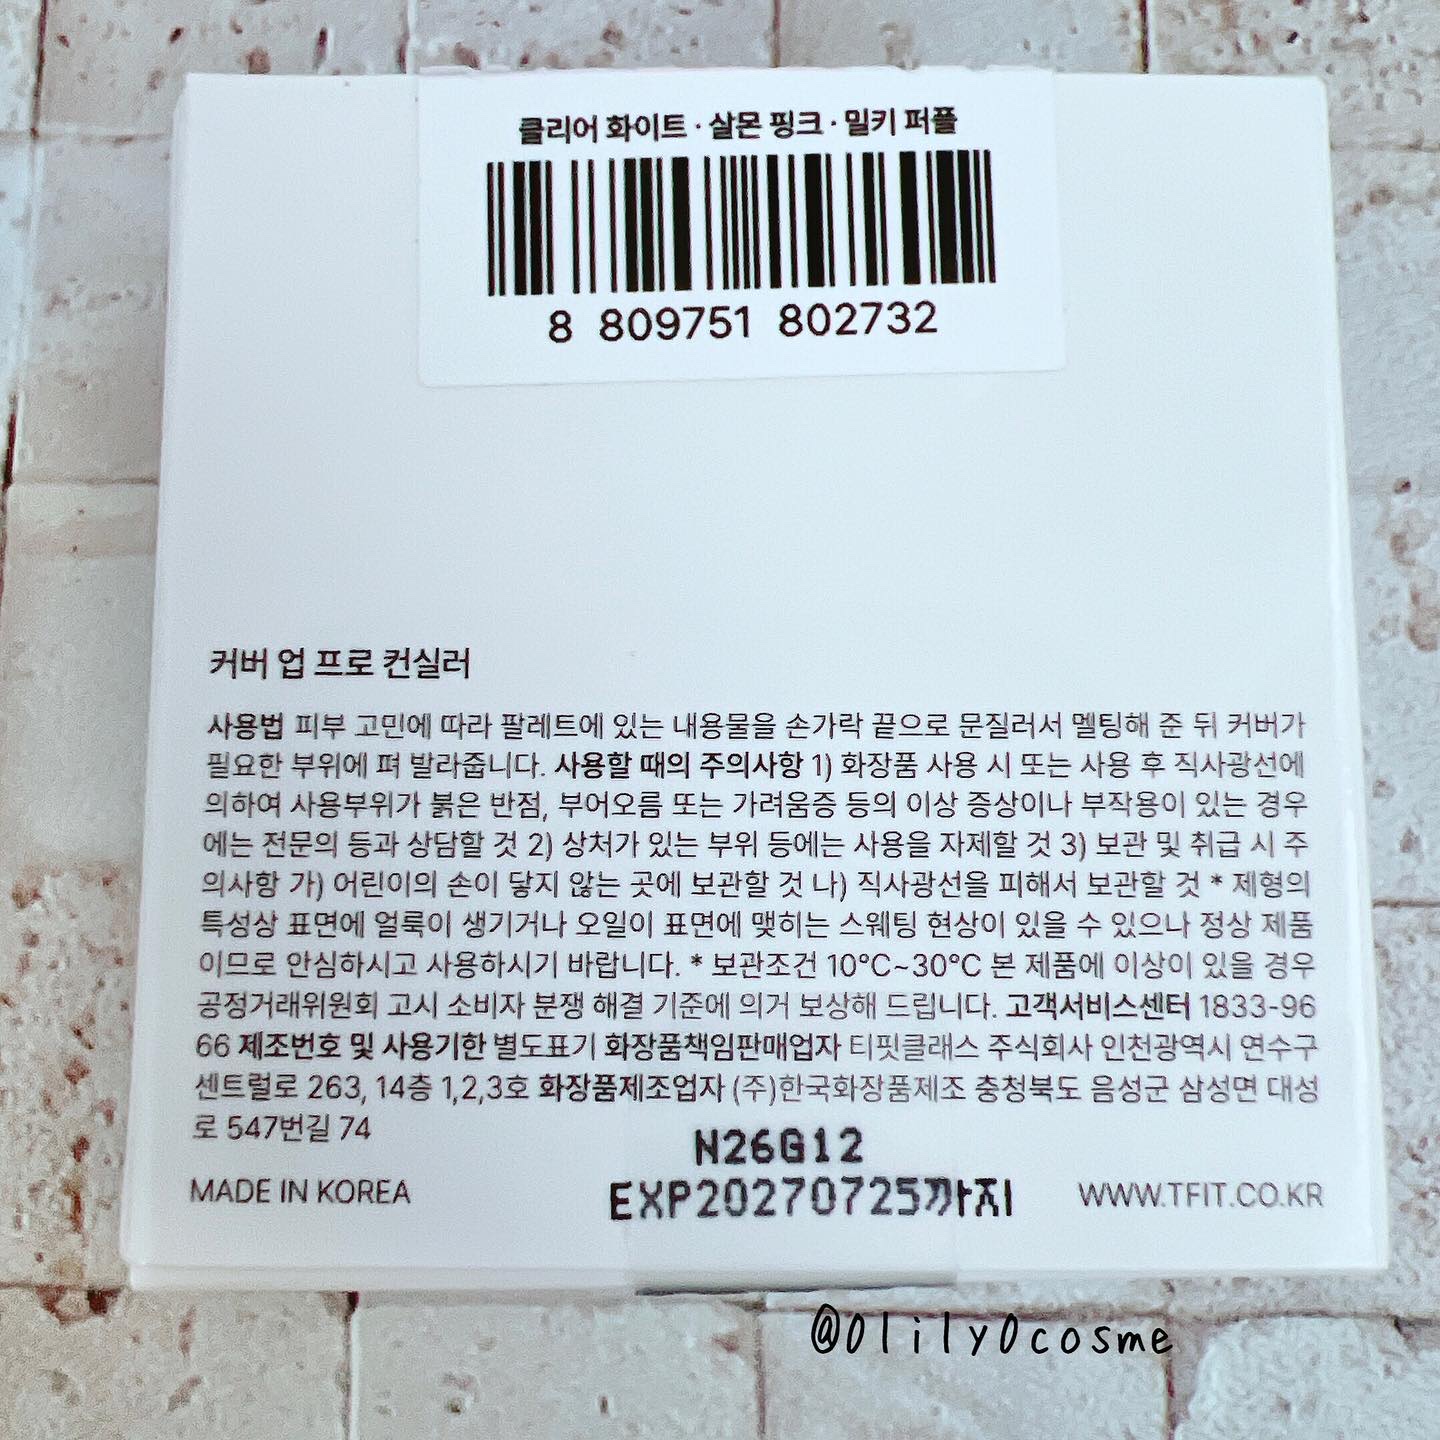 클리어 화이트 · 살몬 핑크 · 밀키 퍼플
8 809751 802732
커버 업 프로 컨실러
사용법 피부 고민에 따라 팔레트에 있는 내용물을 손가락 끝으로 문질러서 멜팅해 준 뒤 커버가
필요한 부위에 펴 발라줍니다. 사용할 때의 주의사항 1) 화장품 사용 시 또는 사용 후 직사광선에
의하여 사용부위가 붉은 반점, 부어오름 또는 가려움증 등의 이상 증상이나 부작용이 있는 경우
에는 전문의 등과 상담할 것 2) 상처가 있는 부위 등에는 사용을 자제할 것 3) 보관 및 취급 시 주
의사항 가) 어린이의 손이 닿지 않는 곳에 보관할 것 나) 직사광선을 피해서 보관할 것 * 제형의
특성상 표면에 얼룩이 생기거나 오일이 표면에 맺히는 스웨팅 현상이 있을 수 있으나 정상 제품
이므로 안심하시고 사용하시기 바랍니다. * 보관조건 10°C~30°C 본 제품에 이상이 있을 경우
공정거래위원회 고시 소비자 분쟁 해결 기준에 의거 보상해 드립니다. 고객서비스센터 1833-96
66 제조번호 및 사용기한 별도표기 화장품책임판매업자 티핏클래스 주식회사 인천광역시 연수구
센트럴로 263, 14층 1,2,3호 화장품제조업자 (주)한국화장품제조 충청북도 음성군 삼성면 대성
로 547번길 74
N26G12
MADE IN KOREA EXP20270725까지 WWW.TFIT.CO.KR
@0lily0cosme